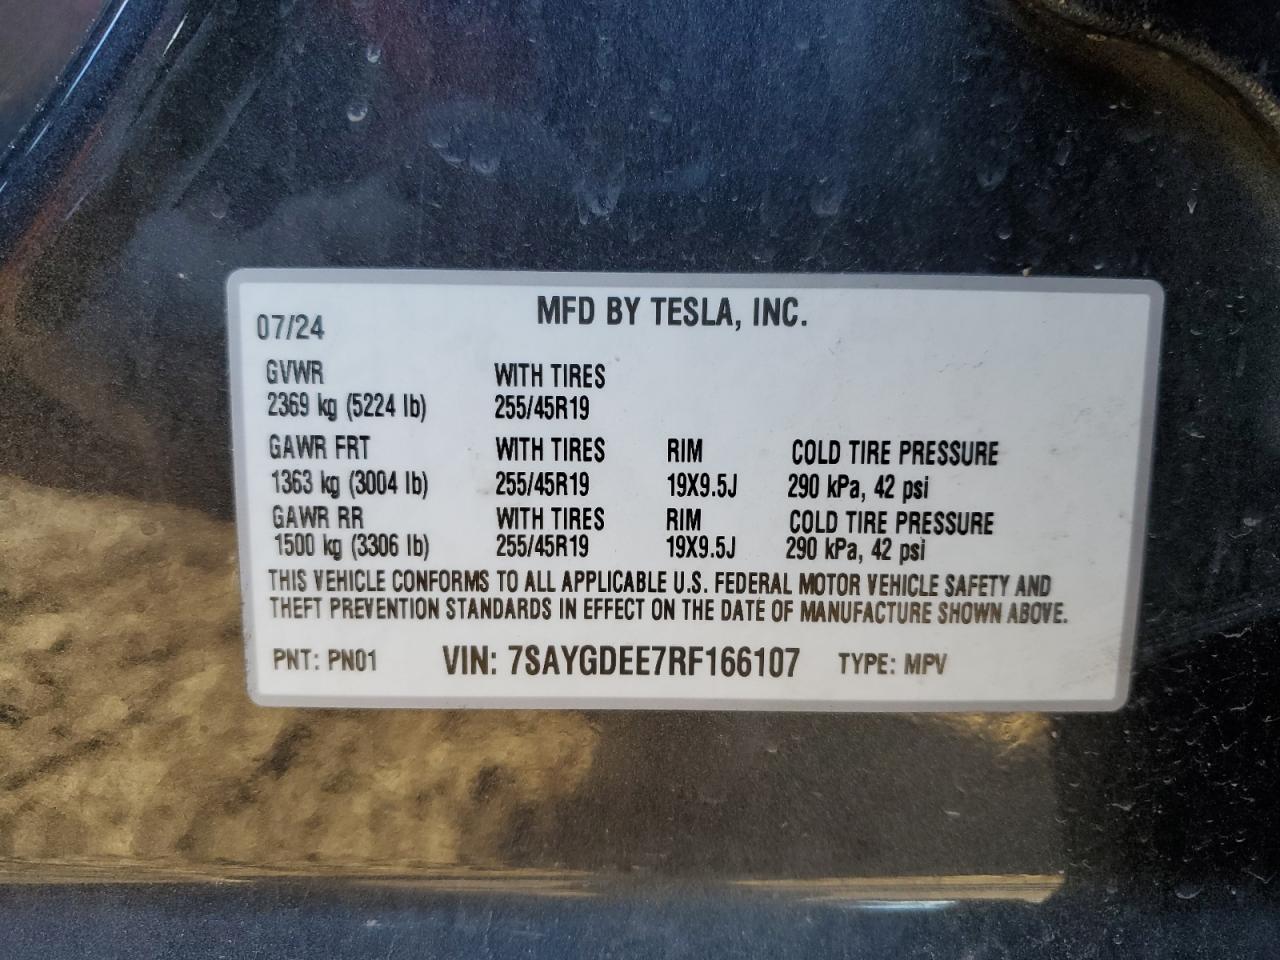 MFD BY TESLA, INC.
07/24
GVWR WITH TIRES
2369 kg (5224 lb) 255/45R19
GAWR FRT WITH TIRES RIM COLD TIRE PRESSURE
1363 kg (3004 lb) 255/45R19 19X9.5J 290 kPa, 42 psi
GAWR RR WITH TIRES RIM COLD TIRE PRESSURE
1500 kg (3306 lb) 255/45R19 19X9.5J 290 kPa, 42 psi
THIS VEHICLE CONFORMS TO ALL APPLICABLE U.S. FEDERAL MOTOR VEHICLE SAFETY AND
THEFT PREVENTION STANDARDS IN EFFECT ON THE DATE OF MANUFACTURE SHOWN ABOVE.
PNT: PN01 VIN: 7SAYGDEE7RF166107 TYPE: MPV